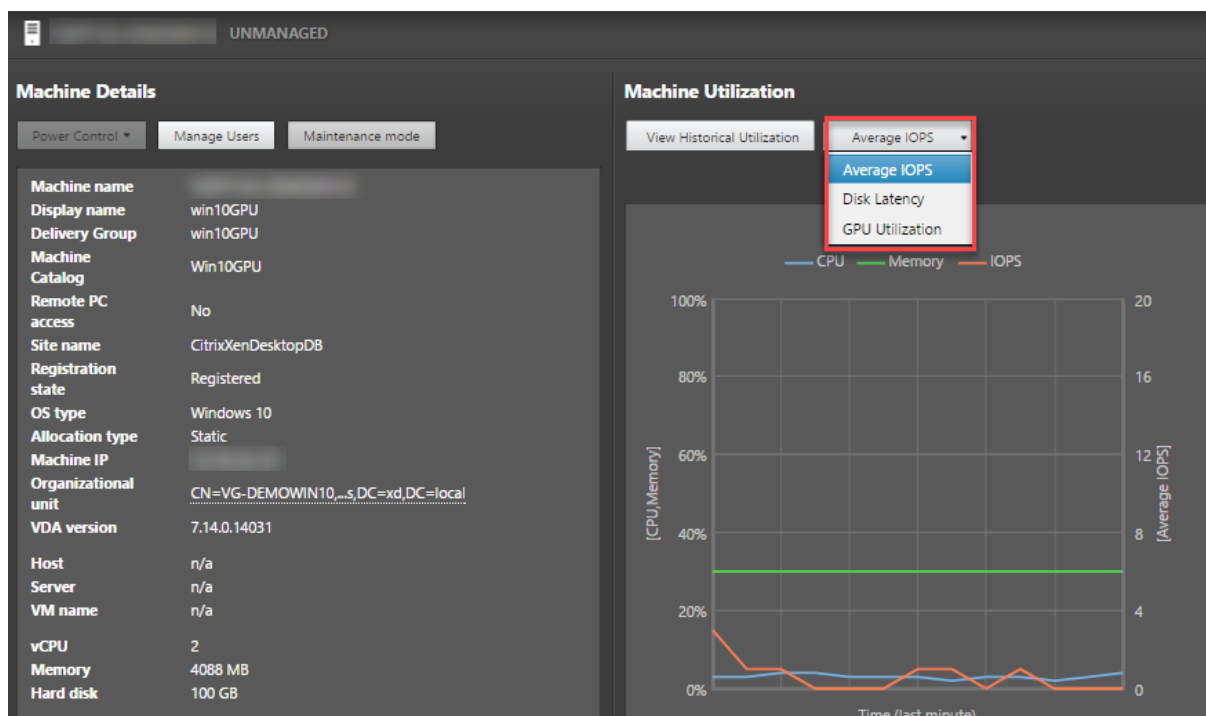 UNMANAGED
Machine Details
Power Control
Manage Users
Maintenance mode
Machine name
Display name win10GPU
Delivery Group win10GPU
Machine
Catalog
Win10GPU
Remote PC
access
No
Site name CitrixXenDesktopDB
Registration
state
Registered
OS type Windows 10
Allocation type Static
Machine IP
Organizational
unit
CN=VG-DEMOWIN10,...s,DC=xd,DC=local
VDA version 7.14.0.14031
Host n/a
Server n/a
VM name n/a
vCPU 2
Memory 4088 MB
Hard disk 100 GB
Machine Utilization
View Historical Utilization
Average IOPS
Average IOPS
Disk Latency
GPU Utilization
CPU Memory IOPS
100% 20
80% 16
60% 12
40% 8
20% 4
0% 0
[CPU,Memory]
[Average IOPS]
Time (last minute)